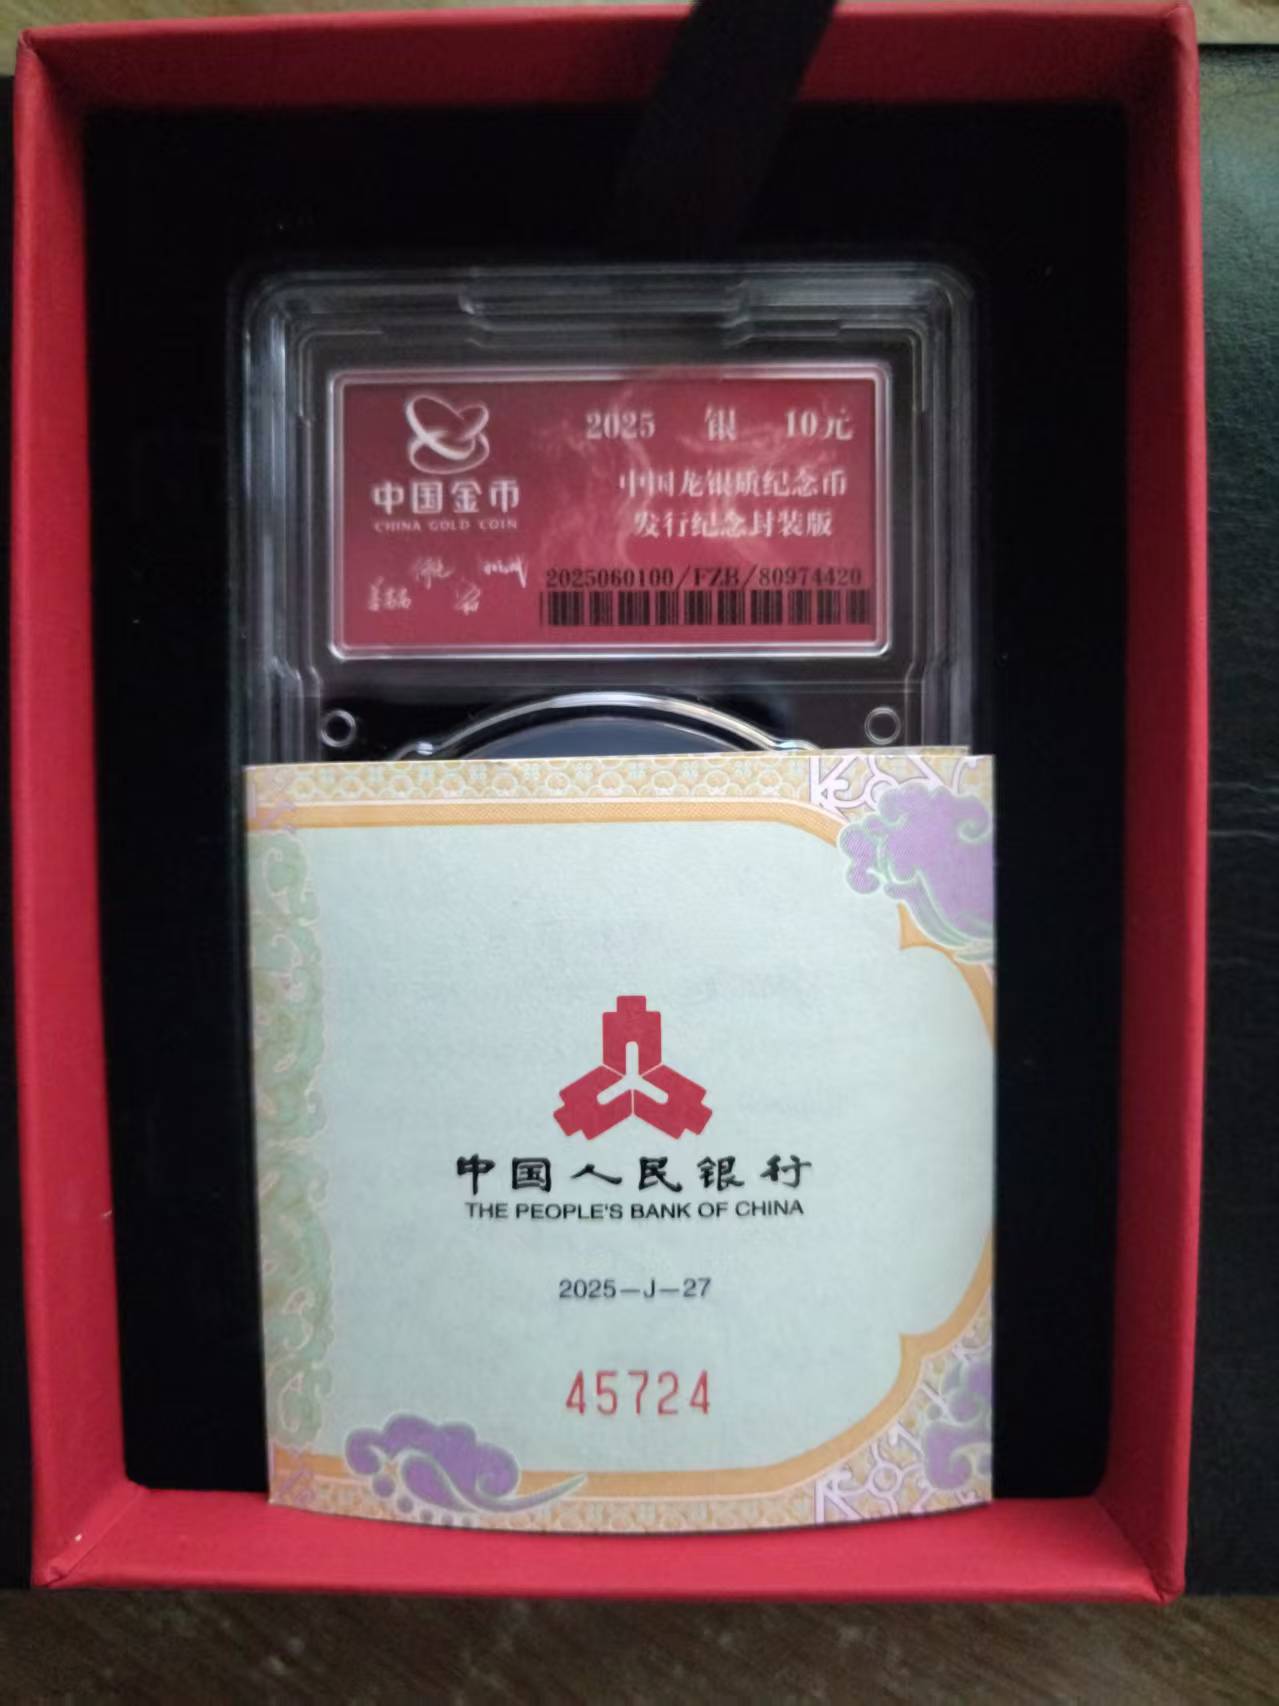 2025 银 10元
中国金币
CHINA GOLD COIN
中国龙银质纪念币
发行纪念封装版
2025060100/FZB/80974420
中国人民银行
THE PEOPLE'S BANK OF CHINA
2025-J-27
45724